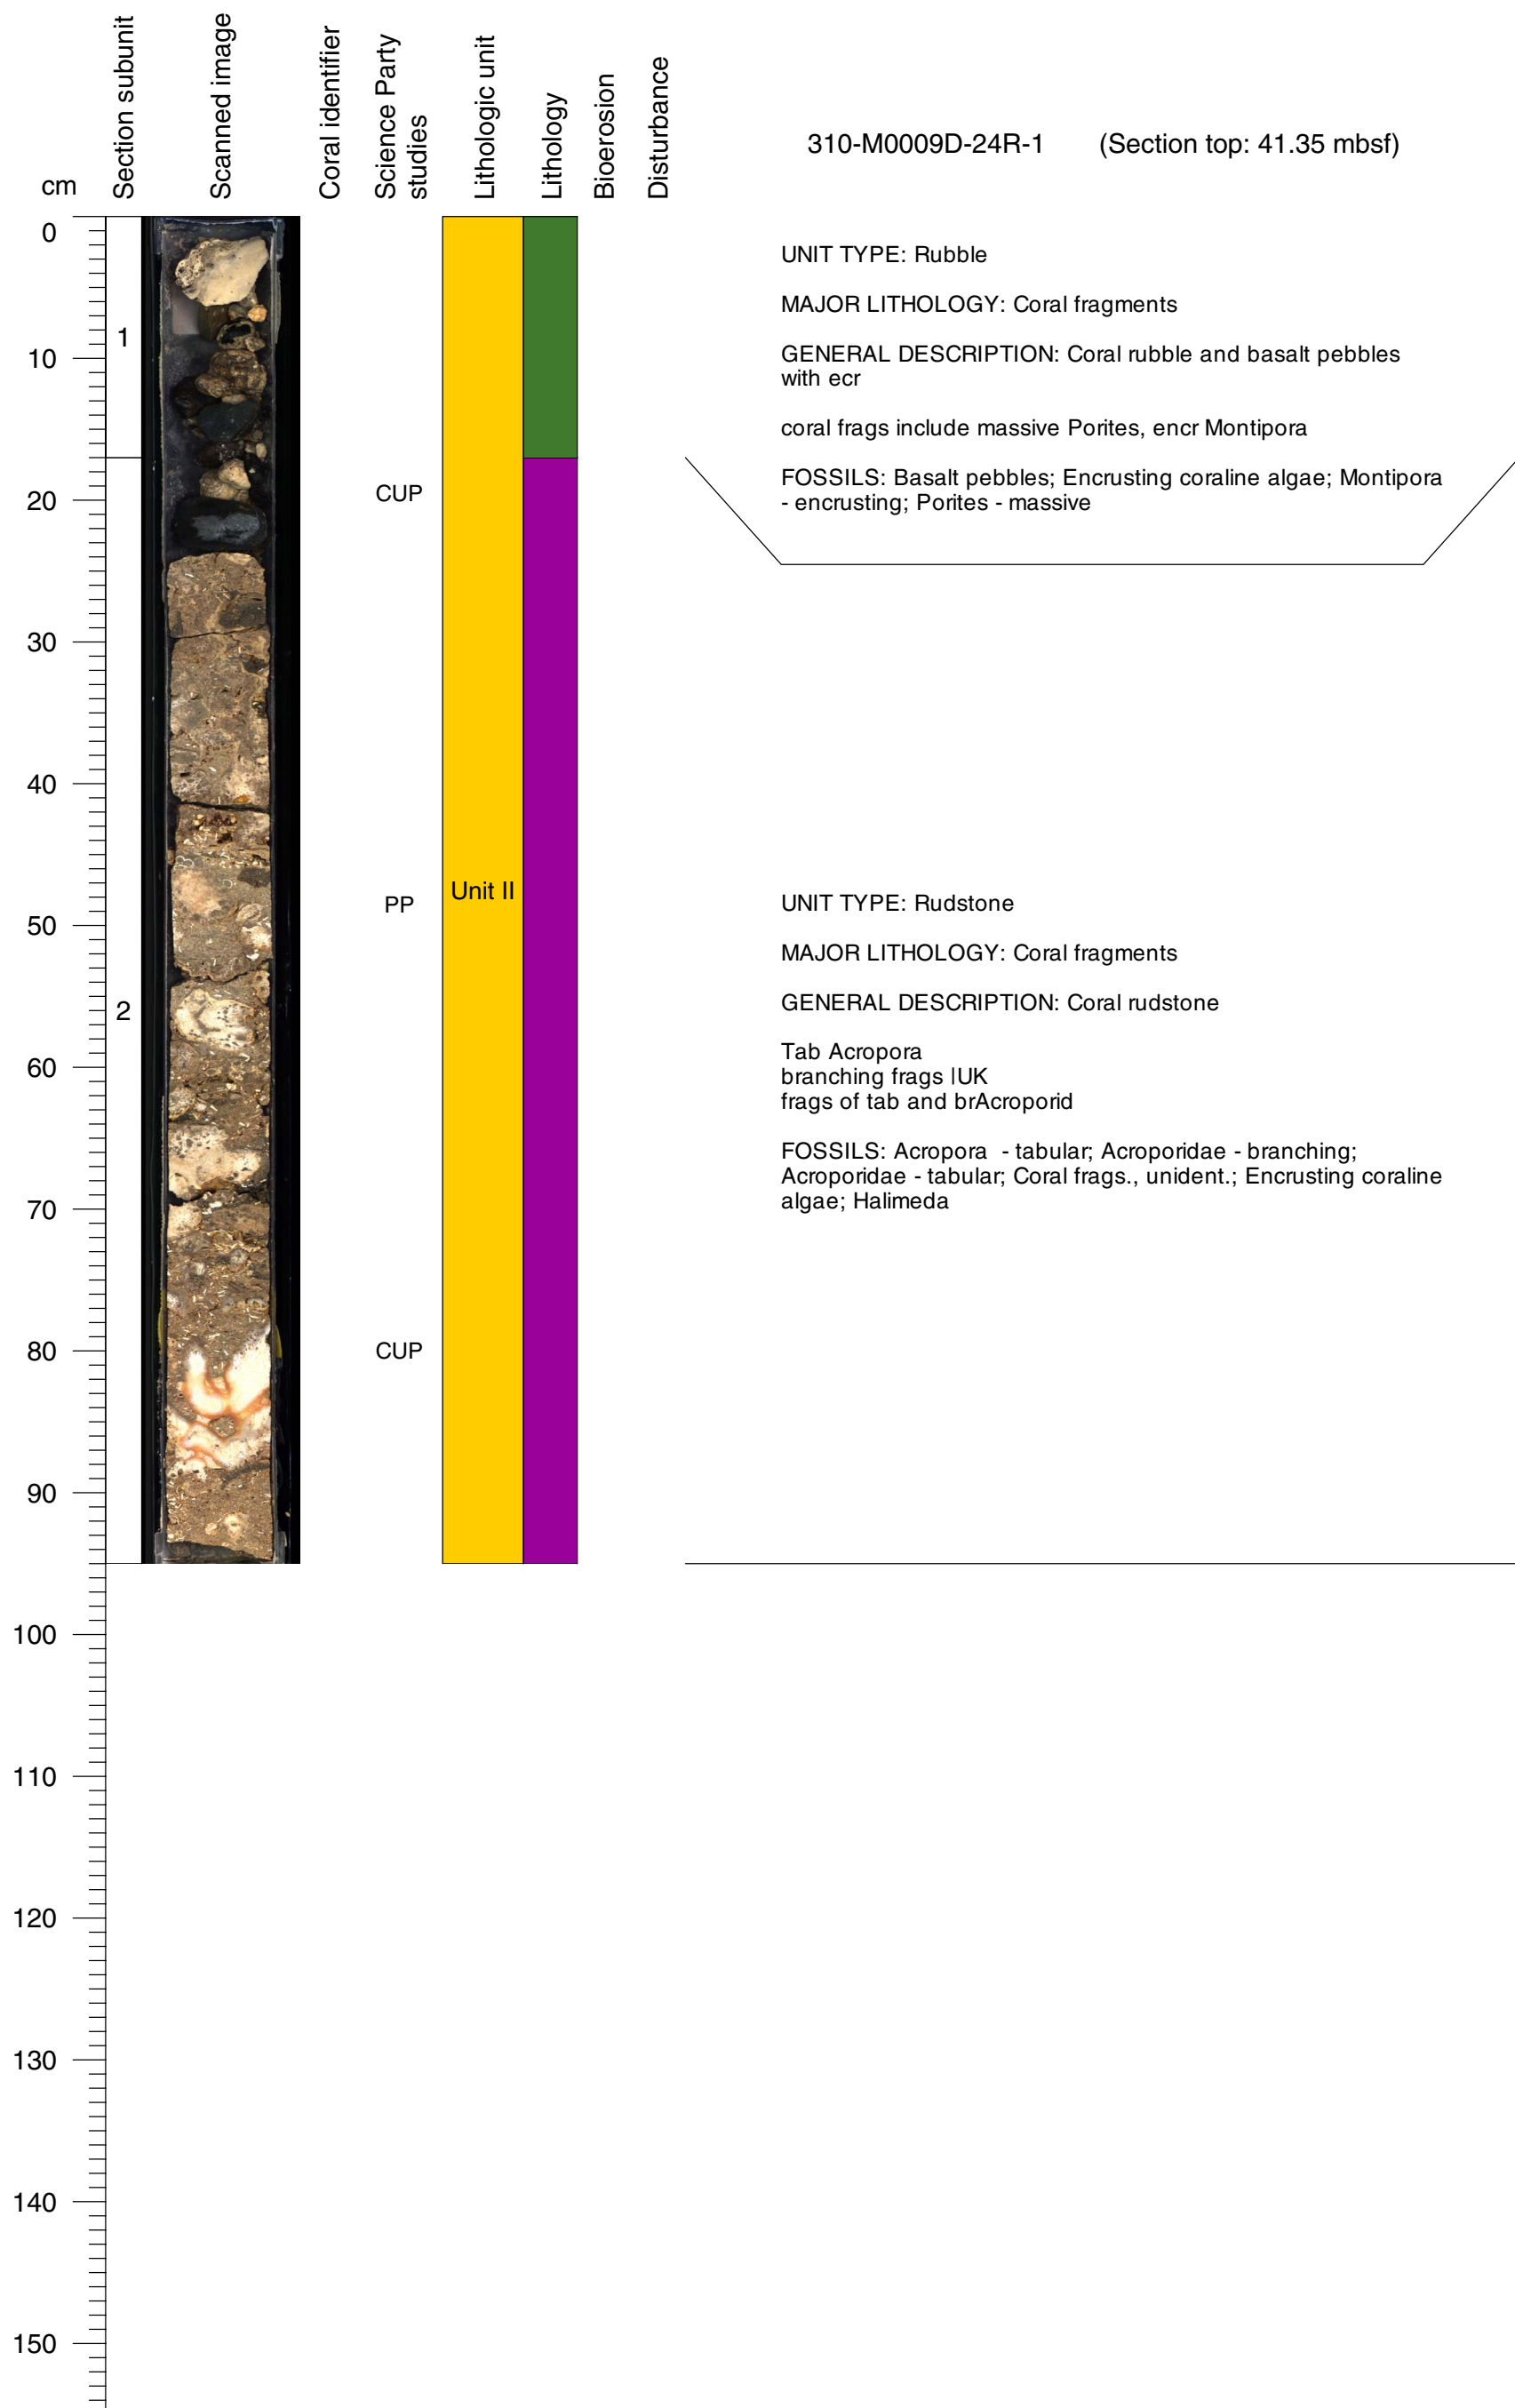 Section subunit
Scanned image
Coral identifier
Science Party
studies
Lithologic unit
Lithology
Bioerosion
Disturbance
310-M0009D-24R-1 (Section top: 41.35 mbsf)
cm
0
10
20
30
40
50
60
70
80
90
100
110
120
130
140
150
1
2
CUP
PP
CUP
Unit II
UNIT TYPE: Rubble
MAJOR LITHOLOGY: Coral fragments
GENERAL DESCRIPTION: Coral rubble and basalt pebbles
with ecr
coral frags include massive Porites, encr Montipora
FOSSILS: Basalt pebbles; Encrusting coraline algae; Montipora
- encrusting; Porites - massive
UNIT TYPE: Rudstone
MAJOR LITHOLOGY: Coral fragments
GENERAL DESCRIPTION: Coral rudstone
Tab Acropora
branching frags IUK
frags of tab and brAcroporid
FOSSILS: Acropora - tabular; Acroporidae - branching;
Acroporidae - tabular; Coral frags., unident.; Encrusting coraline
algae; Halimeda